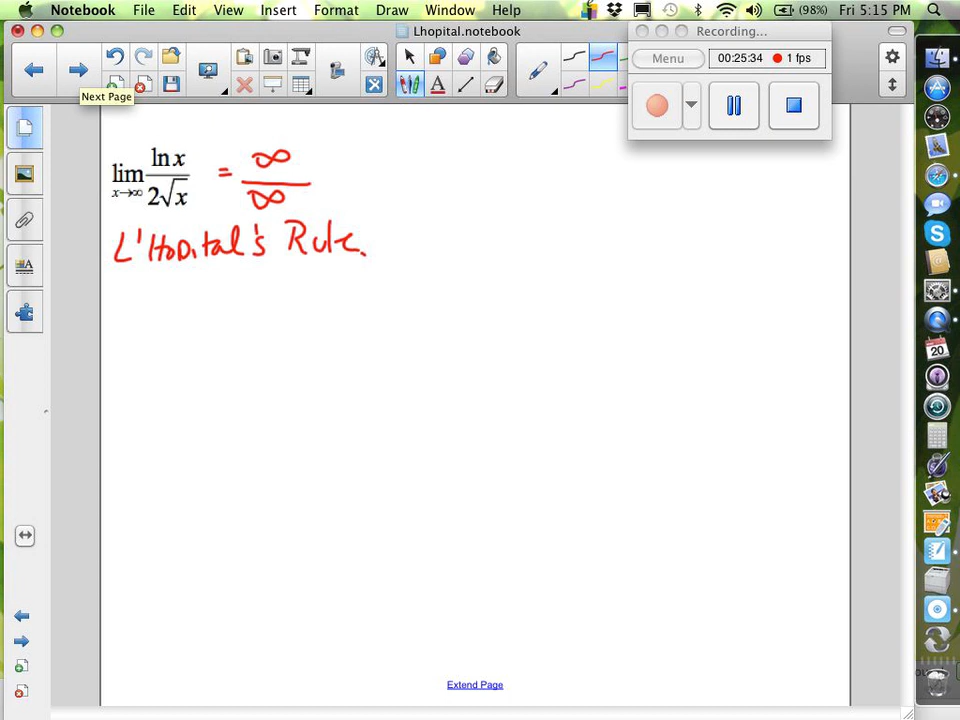 Notebook File Edit View Insert Format Draw Window Help (98%) Fri 5:15 PM
Lhopital.notebook
Recording...
Menu 00:25:34 1 fps
Next Page
lim x→∞ ln x / 2√x = ∞/∞
L'Hopital's Rule.
20
Extend Page